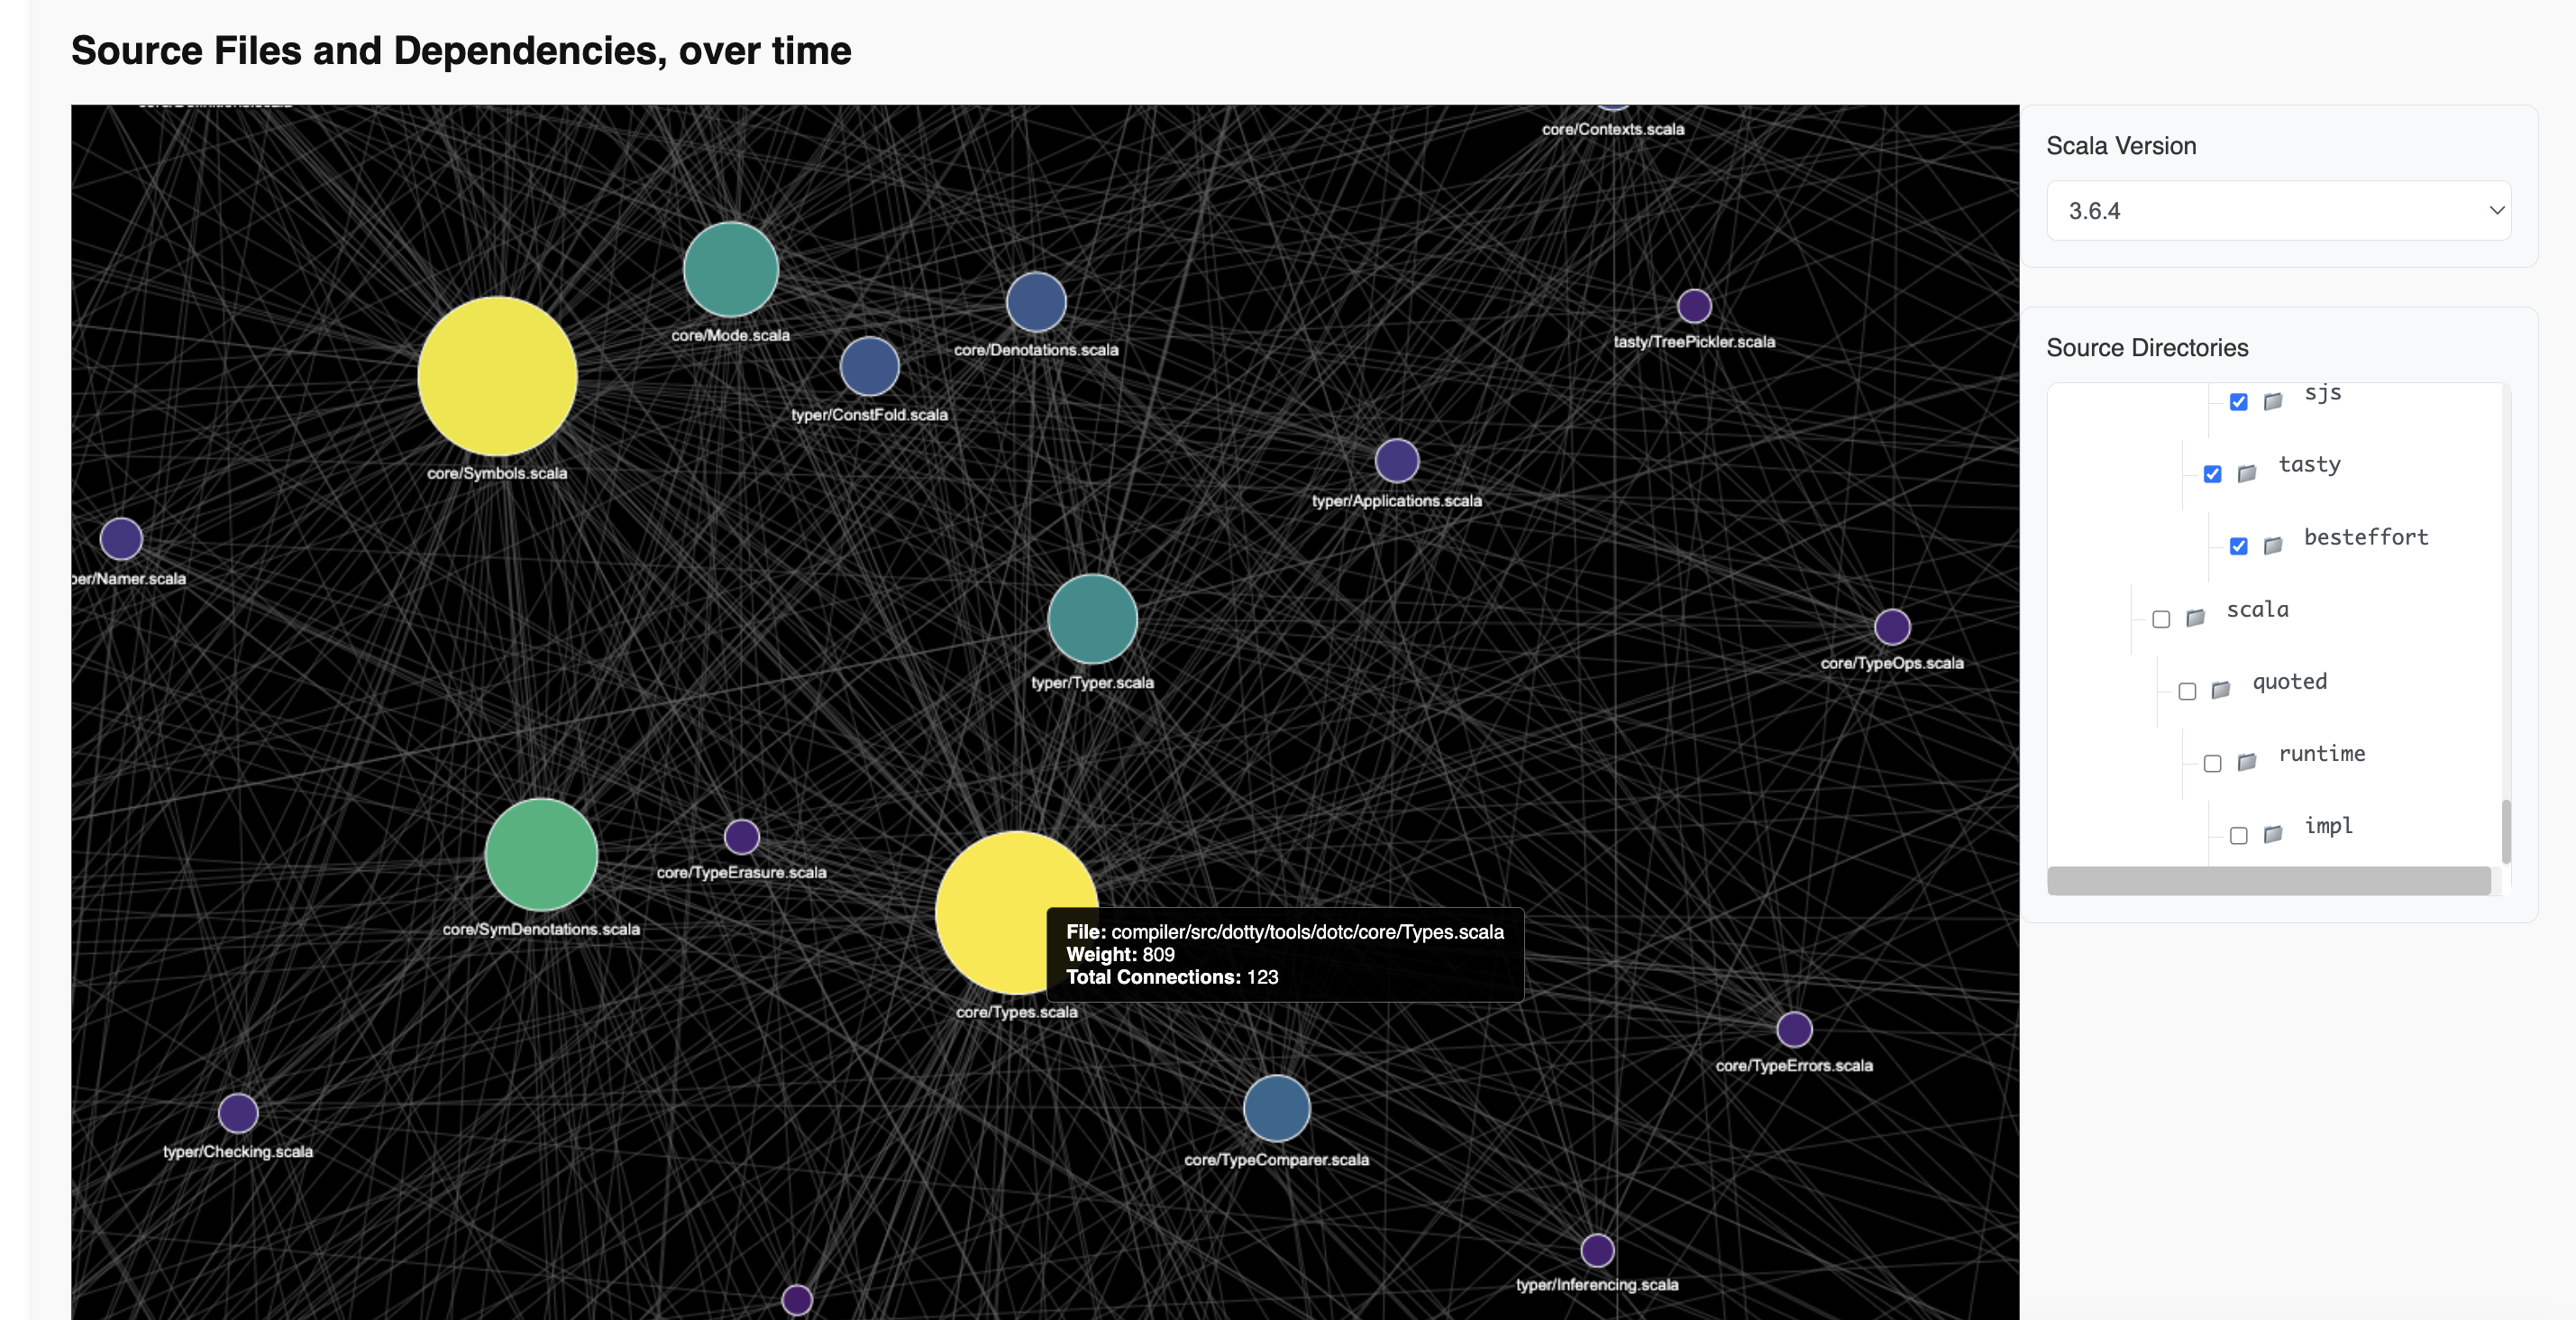 Source Files and Dependencies, over time
core/Contexts.scala
core/Mode.scala
core/Denotations.scala
tasty/TreePickler.scala
typer/ConstFold.scala
core/Symbols.scala
typer/Applications.scala
per/Namer.scala
core/TypeOps.scala
typer/Typer.scala
core/TypeErasure.scala
core/SymDenotations.scala
File: compiler/src/dotty/tools/dotc/core/Types.scala
Weight: 809
Total Connections: 123
core/Types.scala
core/TypeErrors.scala
typer/Checking.scala
core/TypeComparer.scala
typer/Inferencing.scala
Scala Version
3.6.4
Source Directories
sjs
tasty
besteffort
scala
quoted
runtime
impl